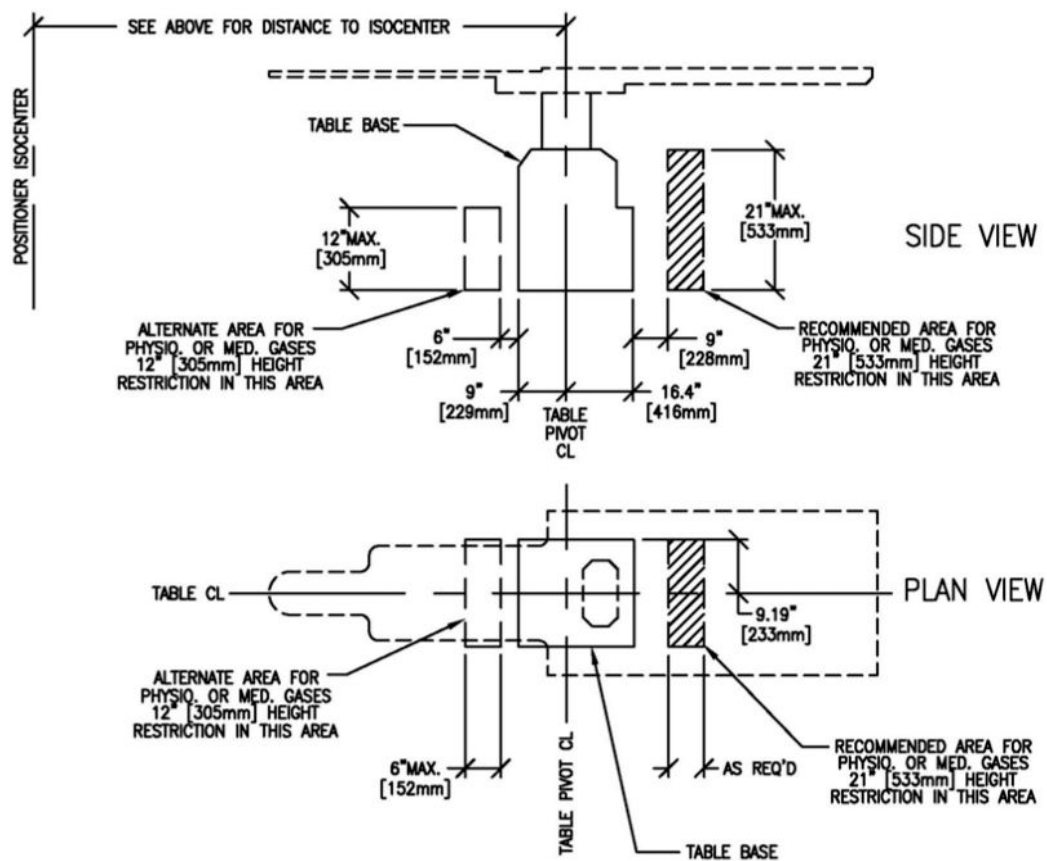 SEE ABOVE FOR DISTANCE TO ISOCENTER
POSITIONER ISOCENTER
TABLE BASE
12"MAX.
[305mm]
21"MAX.
[533mm]
SIDE VIEW
ALTERNATE AREA FOR
PHYSIO. OR MED. GASES
12" [305mm] HEIGHT
RESTRICTION IN THIS AREA
6"
[152mm]
9"
[228mm]
RECOMMENDED AREA FOR
PHYSIO. OR MED. GASES
21" [533mm] HEIGHT
RESTRICTION IN THIS AREA
9"
[229mm]
TABLE
PIVOT
CL
16.4"
[416mm]
TABLE CL
PLAN VIEW
9.19"
[233mm]
ALTERNATE AREA FOR
PHYSIO. OR MED. GASES
12" [305mm] HEIGHT
RESTRICTION IN THIS AREA
6"MAX.
[152mm]
TABLE PIVOT CL
AS REQ'D
RECOMMENDED AREA FOR
PHYSIO. OR MED. GASES
21" [533mm] HEIGHT
RESTRICTION IN THIS AREA
TABLE BASE